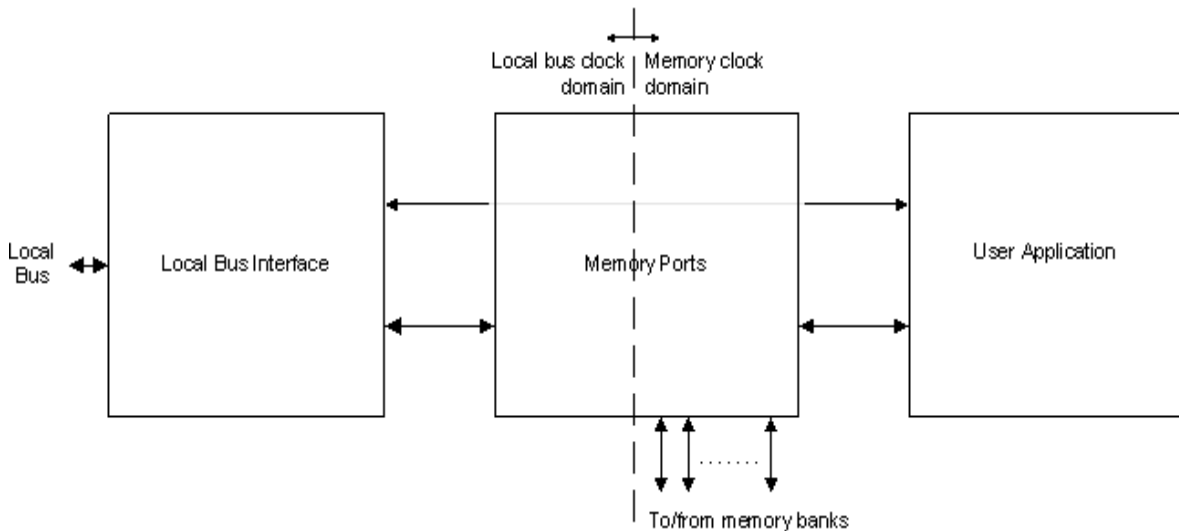 Local bus clock domain
Memory clock domain
Local Bus
Local Bus Interface
Memory Ports
User Application
To/from memory banks